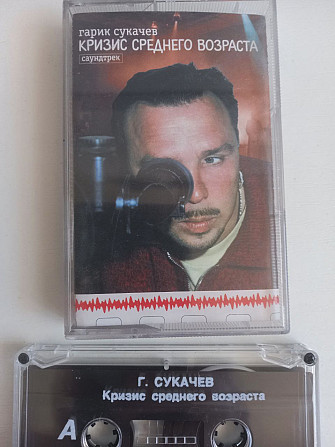 гарик сукачев
КРИЗИС СРЕДНЕГО ВОЗРАСТА
саундтрек
Г. СУКАЧЕВ
Кризис среднего возраста
A